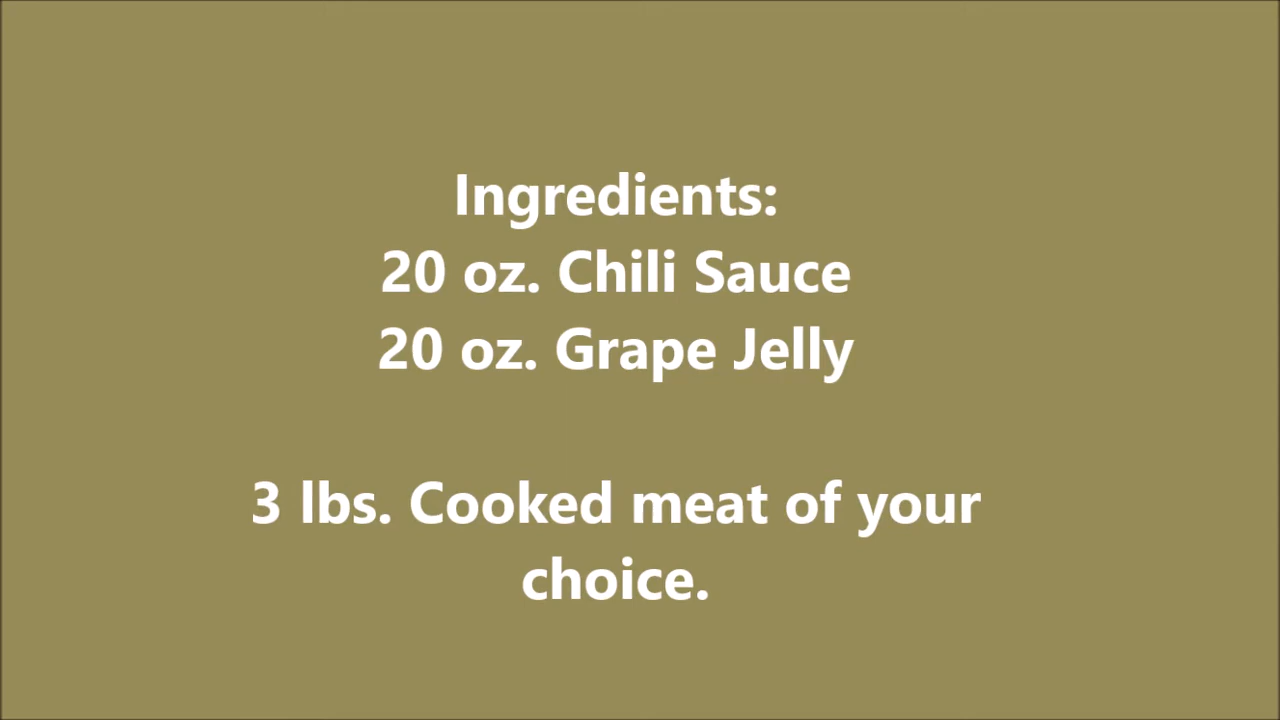 Ingredients:
20 oz. Chili Sauce
20 oz. Grape Jelly
3 lbs. Cooked meat of your
choice.